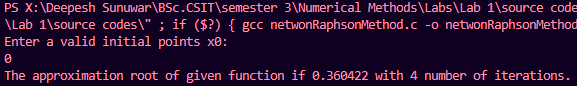 PS X:\Deepesh Sunuwar\BSc.CSIT\semester 3\Numerical Methods\Labs\Lab 1\source code
\Lab 1\source codes\" ; if ($?) { gcc netwonRaphsonMethod.c -o netwonRaphsonMethod
Enter a valid initial points x0:
0
The approximation root of given function if 0.360422 with 4 number of iterations.